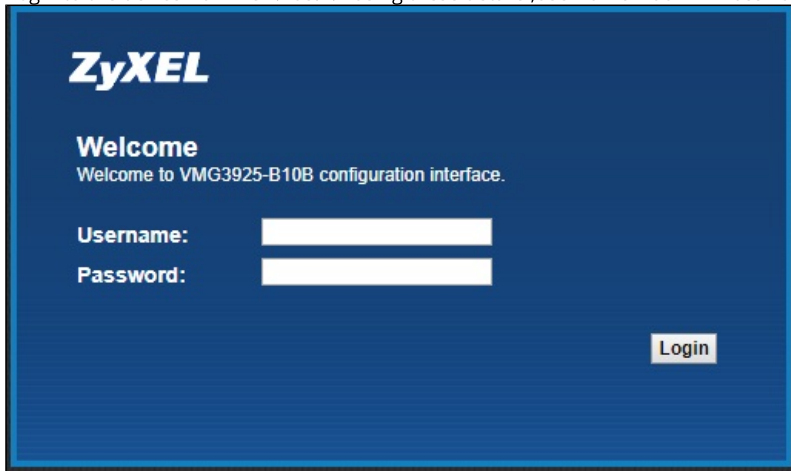 ZyXEL
Welcome
Welcome to VMG3925-B10B configuration interface.
Username:
Password:
Login